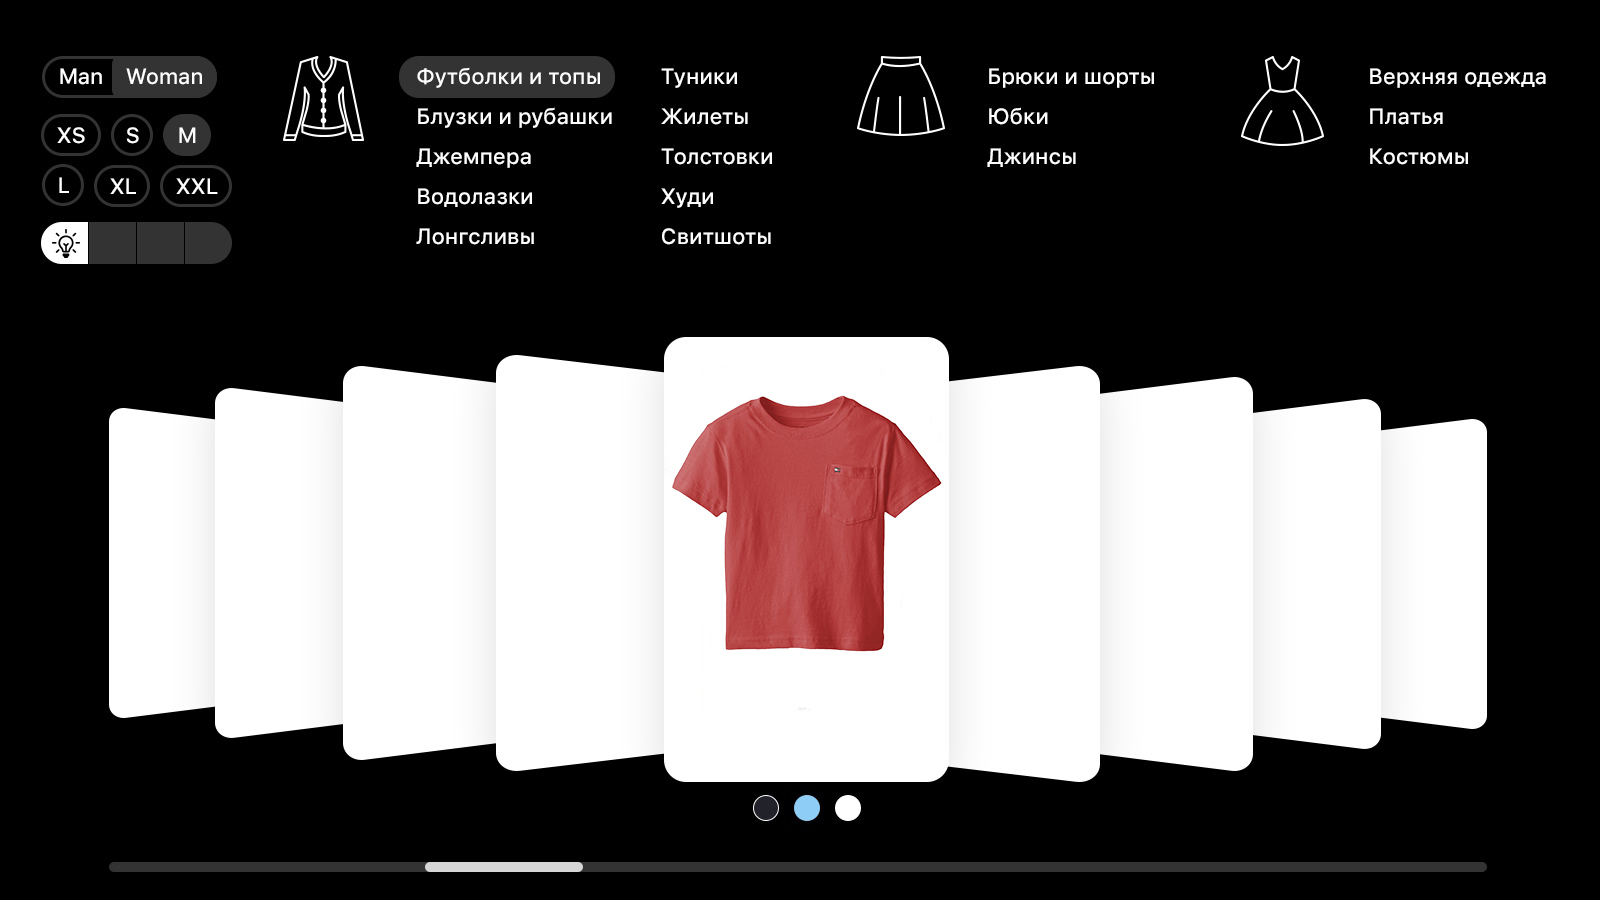 Man Woman
XS S M
L XL XXL
Футболки и топы
Блузки и рубашки
Джемпера
Водолазки
Лонгсливы
Туники
Жилеты
Толстовки
Худи
Свитшоты
Брюки и шорты
Юбки
Джинсы
Верхняя одежда
Платья
Костюмы